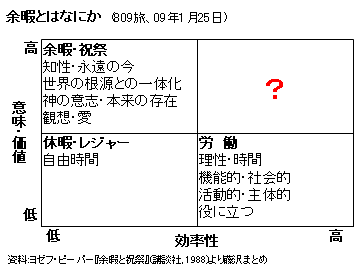 余暇とはなにか (809旅、09年1月25日)
高
余暇・祝祭
知性・永遠の今
世界の根源との一体化
神の意志・本来の存在
観想・愛
?
意味・価値
休暇・レジャー
自由時間
労 働
理性・時間
機能的・社会的
活動的・主体的
役に立つ
低
低
効率性
高
資料:ヨゼフ・ピーパー『余暇と祝祭』(講談社,1988)より
まとめ